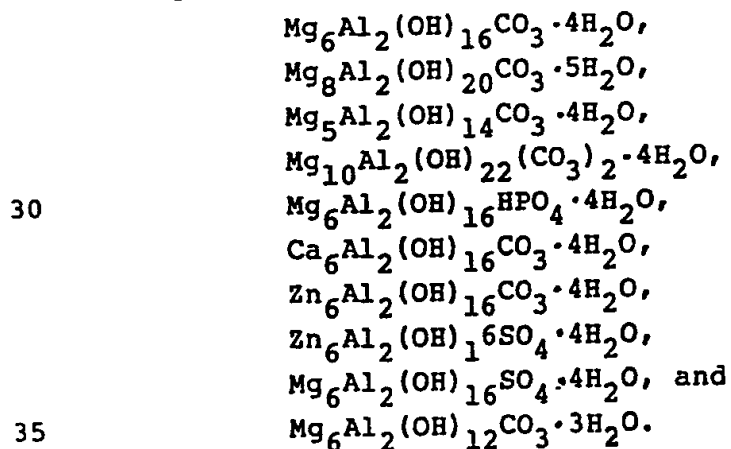 Mg₆Al₂(OH)₁₆CO₃·4H₂O,
Mg₈Al₂(OH)₂₀CO₃·5H₂O,
Mg₅Al₂(OH)₁₄CO₃·4H₂O,
Mg₁₀Al₂(OH)₂₂(CO₃)₂·4H₂O,
30 Mg₆Al₂(OH)₁₆HPO₄·4H₂O,
Ca₆Al₂(OH)₁₆CO₃·4H₂O,
Zn₆Al₂(OH)₁₆CO₃·4H₂O,
Zn₆Al₂(OH)₁6SO₄·4H₂O,
Mg₆Al₂(OH)₁₆SO₄·4H₂O, and
35 Mg₆Al₂(OH)₁₂CO₃·3H₂O.